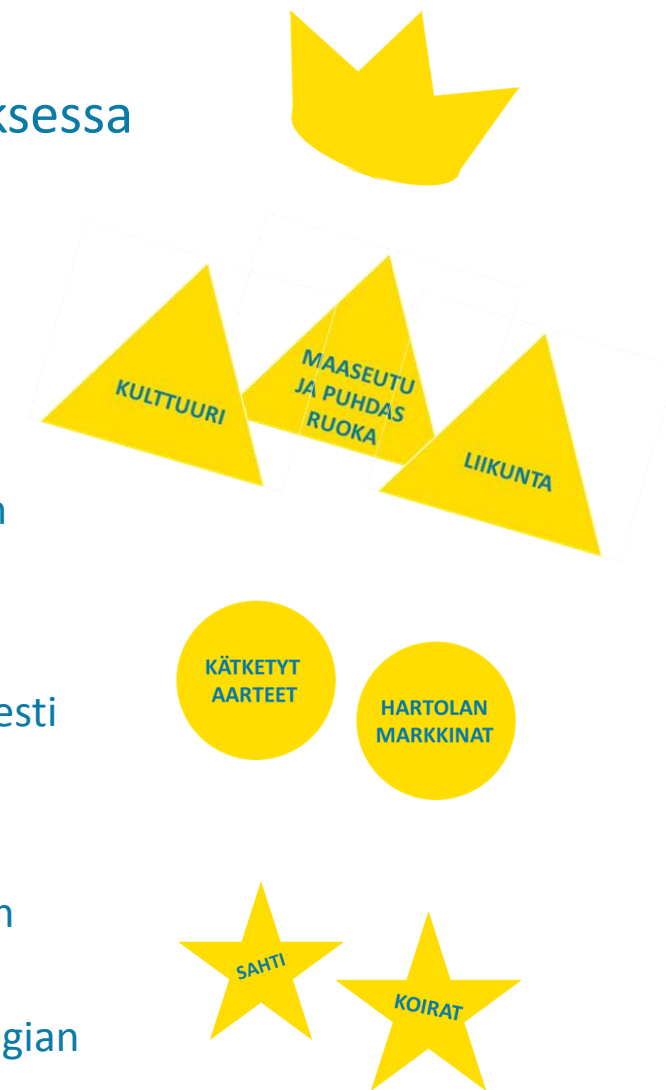 ksessa
KULTTUURI
MAASEUTU
JA PUHDAS
RUOKA
LIIKUNTA
n
KÄTKETYT
AARTEET
esti
HARTOLAN
MARKKINAT
n
SAHTI
KOIRAT
gian